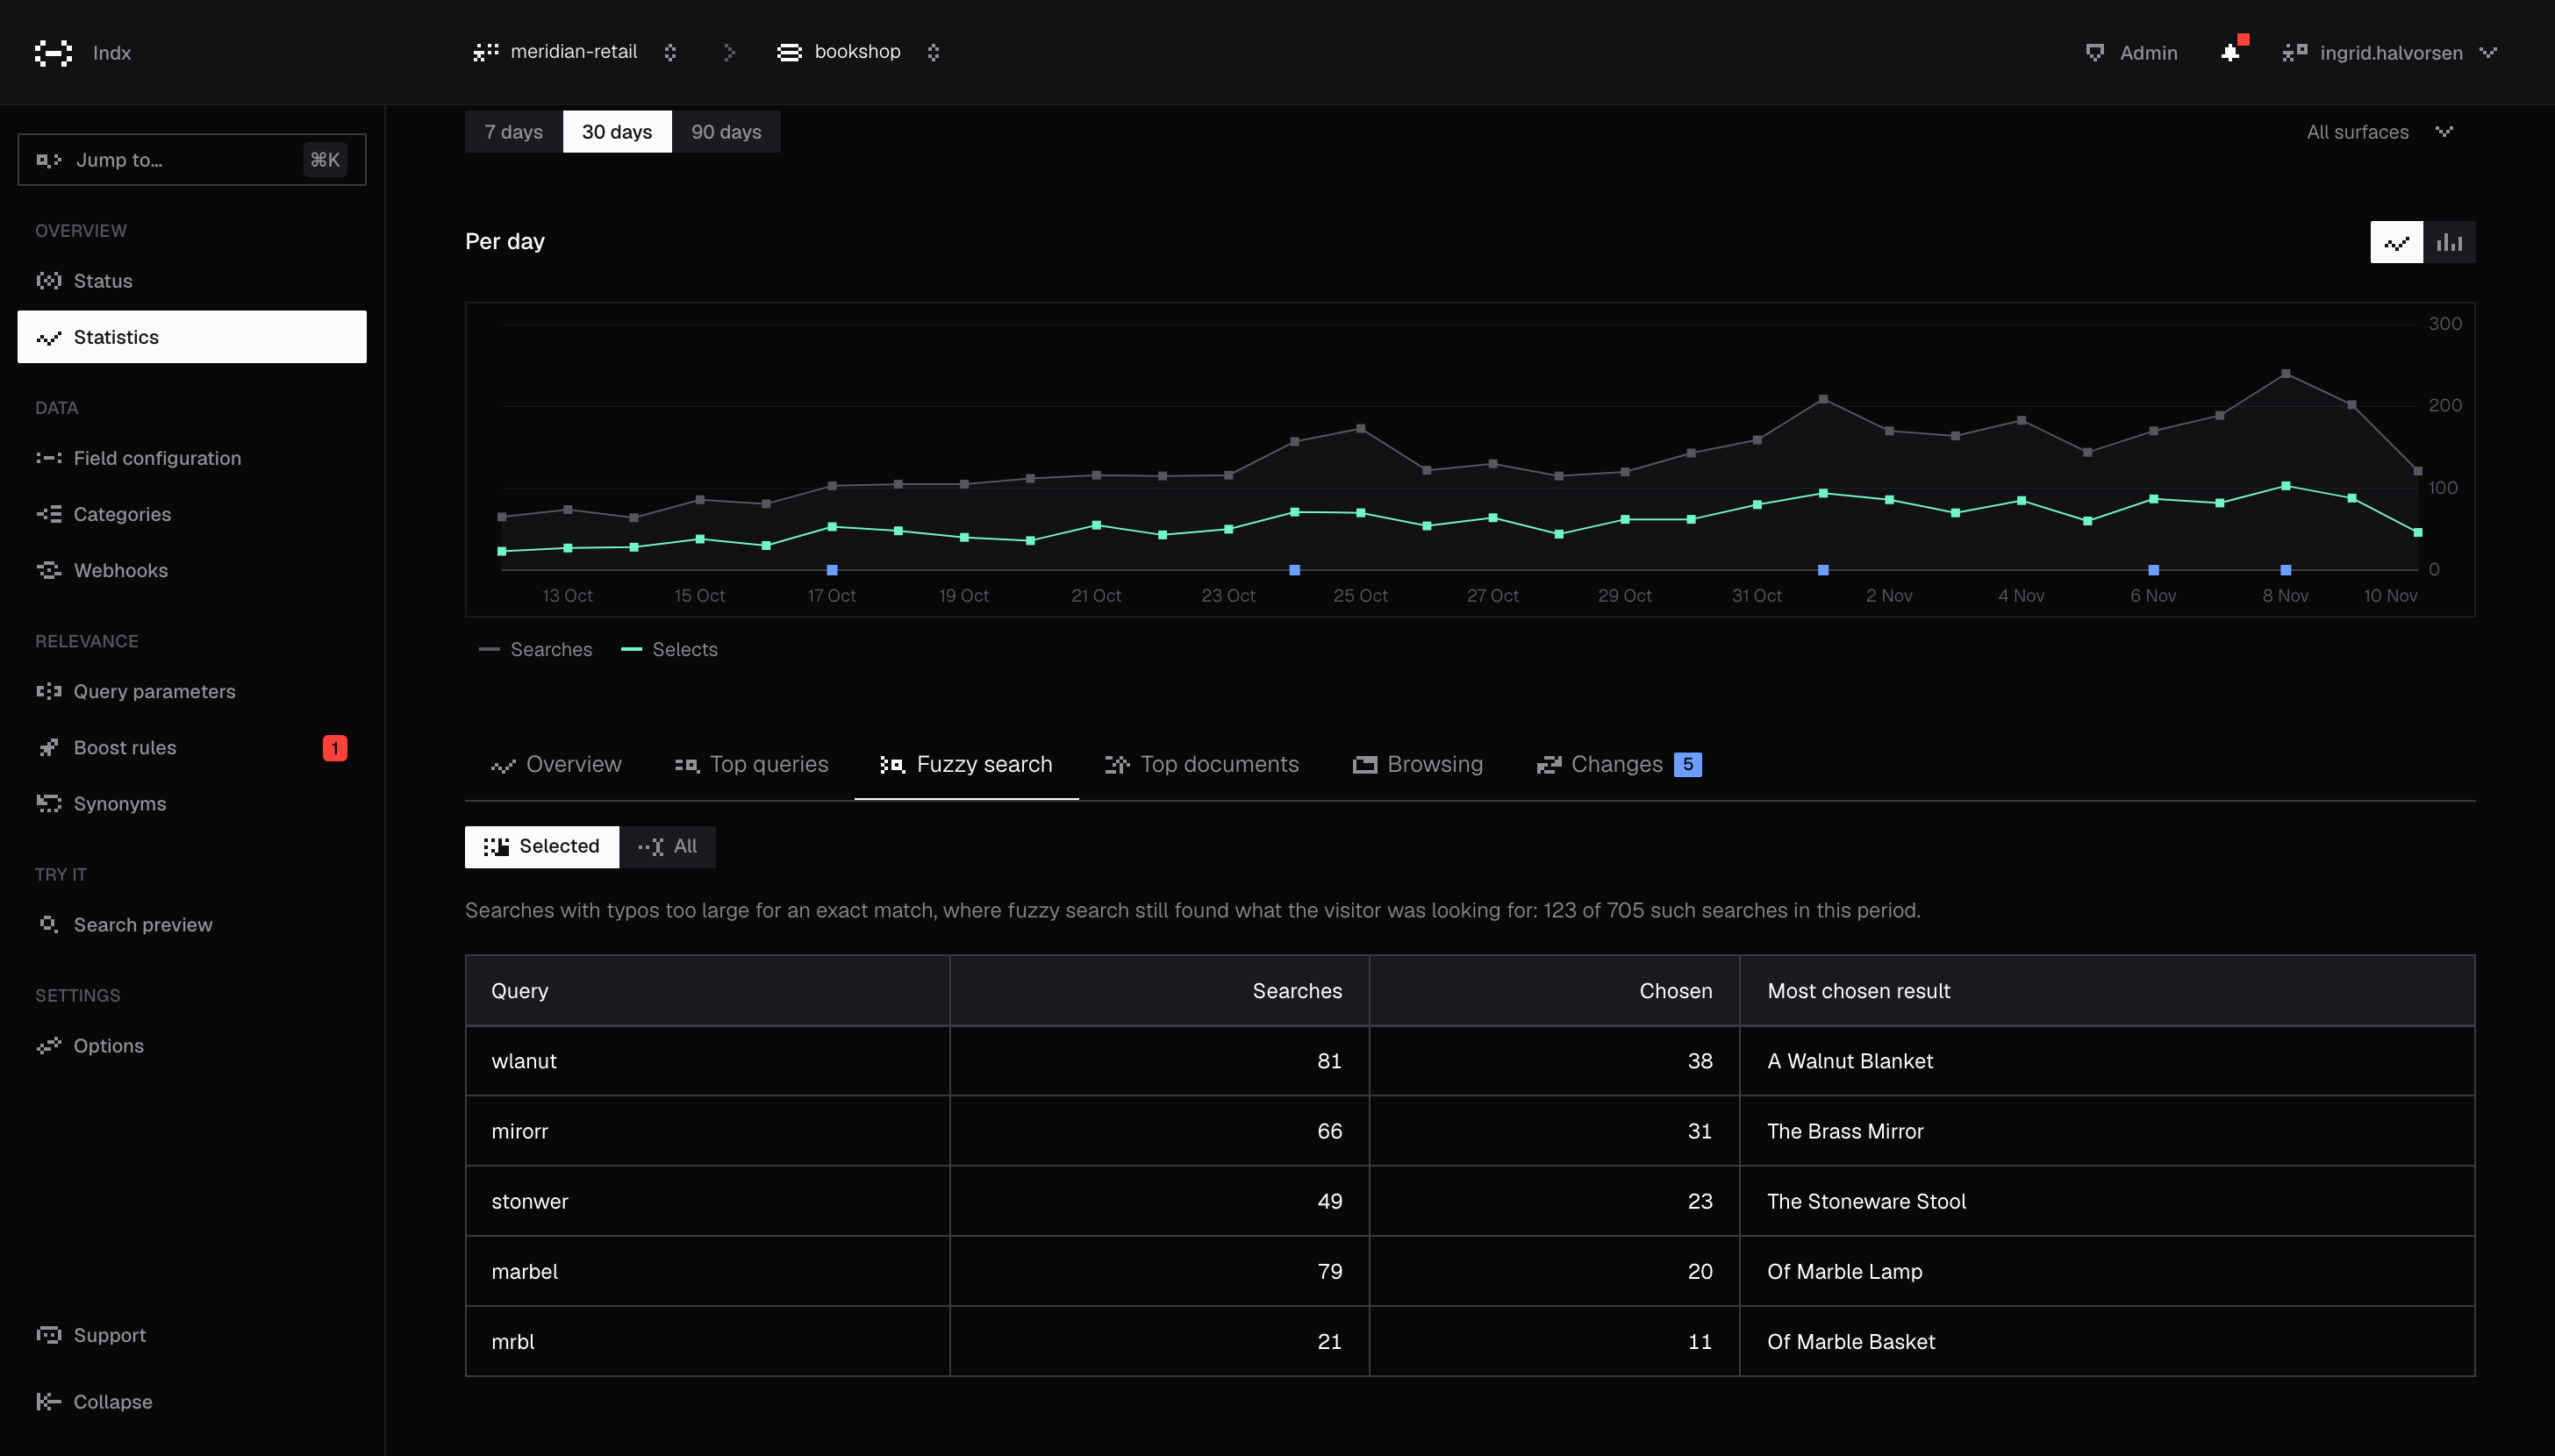 Indx
meridian-retail
bookshop
Admin
ingrid.halvorsen
Jump to...
⌘K
OVERVIEW
Status
Statistics
DATA
Field configuration
Categories
Webhooks
RELEVANCE
Query parameters
Boost rules 1
Synonyms
TRY IT
Search preview
SETTINGS
Options
Support
Collapse
7 days 30 days 90 days
All surfaces
Per day
300
200
100
0
13 Oct 15 Oct 17 Oct 19 Oct 21 Oct 23 Oct 25 Oct 27 Oct 29 Oct 31 Oct 2 Nov 4 Nov 6 Nov 8 Nov 10 Nov
Searches Selects
Overview Top queries Fuzzy search Top documents Browsing Changes 5
Selected All
Searches with typos too large for an exact match, where fuzzy search still found what the visitor was looking for: 123 of 705 such searches in this period.
Query Searches Chosen Most chosen result
wlanut 81 38 A Walnut Blanket
mirorr 66 31 The Brass Mirror
stonwer 49 23 The Stoneware Stool
marbel 79 20 Of Marble Lamp
mrbl 21 11 Of Marble Basket